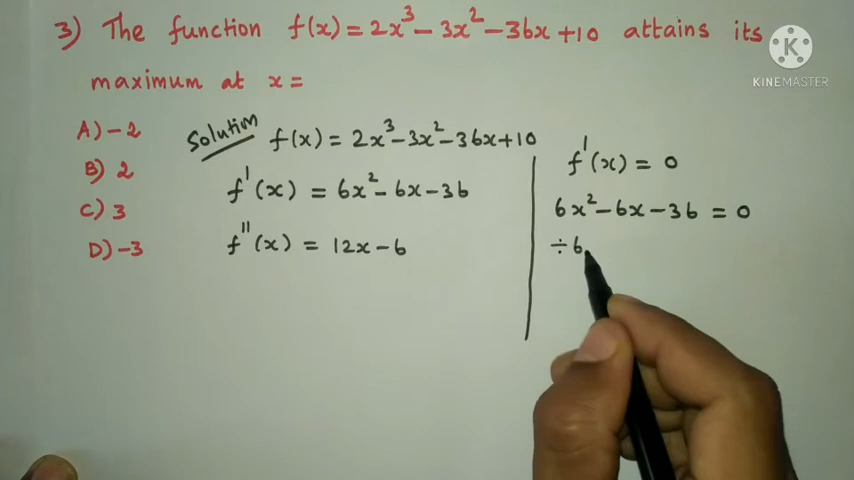 3) The function f(x) = 2x³ - 3x² - 36x + 10 attains its
maximum at x =
A) -2
B) 2
C) 3
D) -3
Solution
f(x) = 2x³ - 3x² - 36x + 10
f'(x) = 6x² - 6x - 36
f''(x) = 12x - 6
f'(x) = 0
6x² - 6x - 36 = 0
÷ 6
K
KINEMASTER